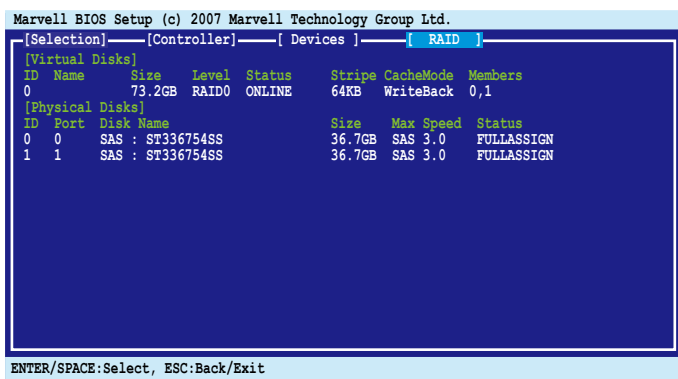 Marvell BIOS Setup (c) 2007 Marvell Technology Group Ltd.
[Selection] [Controller] [ Devices ] [ RAID ]
[Virtual Disks]
ID Name Size Level Status Stripe CacheMode Members
0 73.2GB RAID0 ONLINE 64KB WriteBack 0,1
[Physical Disks]
ID Port Disk Name Size Max Speed Status
0 0 SAS : ST336754SS 36.7GB SAS 3.0 FULLASSIGN
1 1 SAS : ST336754SS 36.7GB SAS 3.0 FULLASSIGN
ENTER/SPACE:Select, ESC:Back/Exit